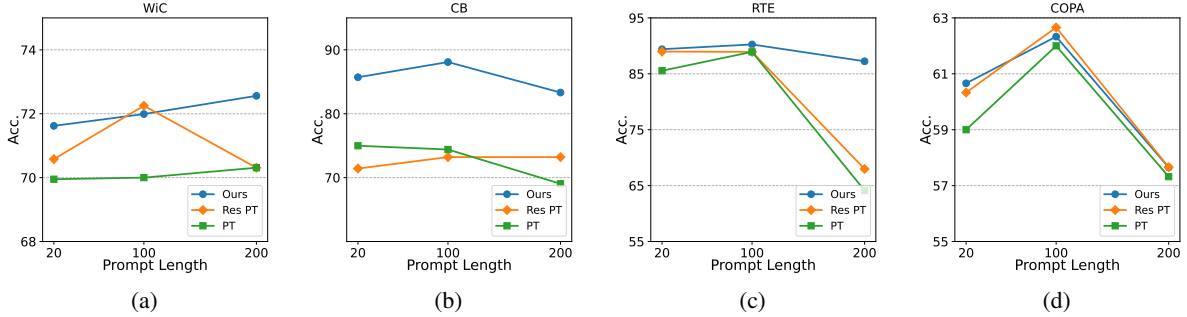 WiC
74
72
70
68
Acc.
20
100
200
Prompt Length
Ours
Res PT
PT
(a)
CB
90
80
70
Acc.
20
100
200
Prompt Length
Ours
Res PT
PT
(b)
RTE
95
85
75
65
55
Acc.
20
100
200
Prompt Length
Ours
Res PT
PT
(c)
COPA
63
61
59
57
55
Acc.
20
100
200
Prompt Length
Ours
Res PT
PT
(d)